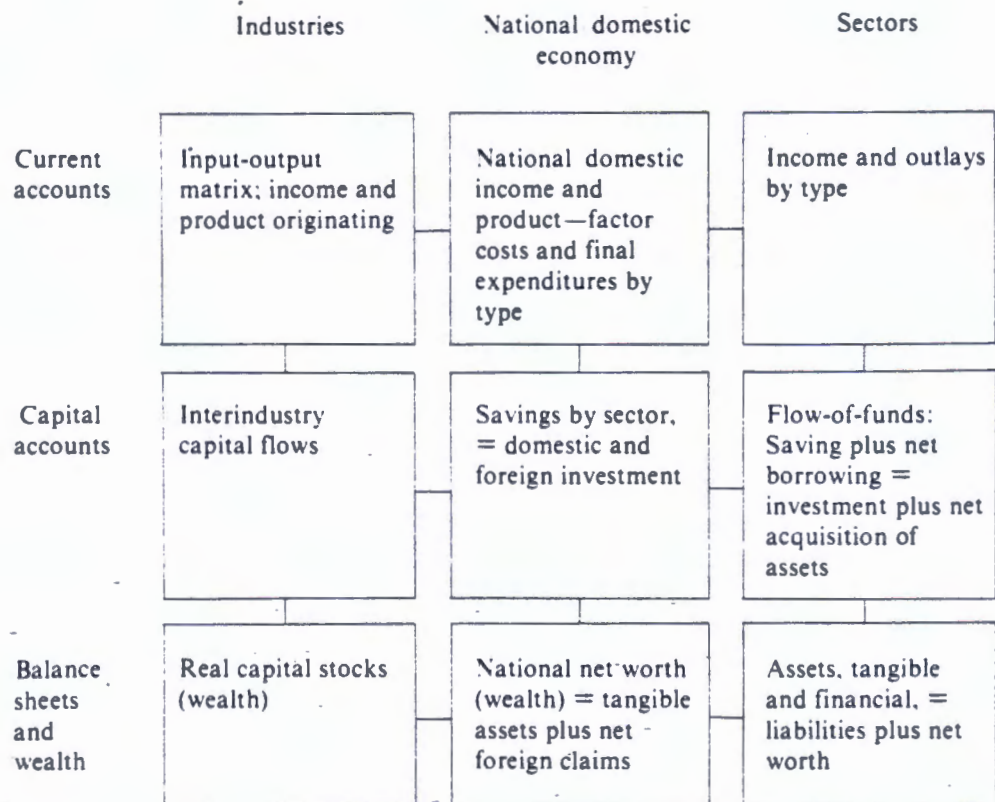 Industries
National domestic
economy
Sectors
Current
accounts
Input-output
matrix; income and
product originating
National domestic
income and
product—factor
costs and final
expenditures by
type
Income and outlays
by type
Capital
accounts
Interindustry
capital flows
Savings by sector,
= domestic and
foreign investment
Flow-of-funds:
Saving plus net
borrowing =
investment plus net
acquisition of
assets
Balance
sheets
and
wealth
Real capital stocks
(wealth)
National net worth
(wealth) = tangible
assets plus net
foreign claims
Assets, tangible
and financial, =
liabilities plus net
worth